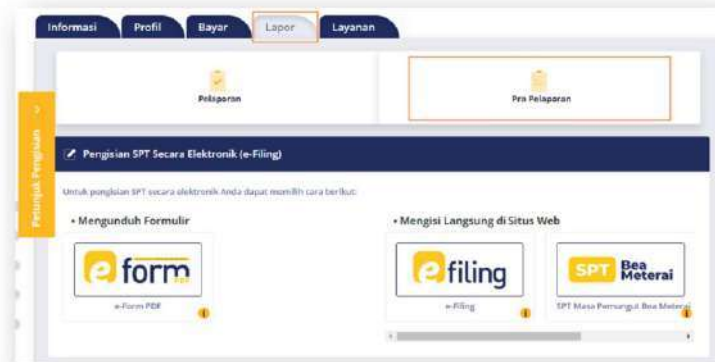 Informasi Profil Bayar Lapor Layanan
Pelaporan Pra Pelaporan
Petunjuk Pengisian
Pengisian SPT Secara Elektronik (e-Filing)
Untuk pengisian SPT secara elektronik Anda dapat memilih cara berikut:
• Mengunduh Formulir
e form PDF
e-Form PDF
• Mengisi Langsung di Situs Web
e filing
e-Filing
SPT Bea Meterai
SPT Masa Pemungut Bea Meterai